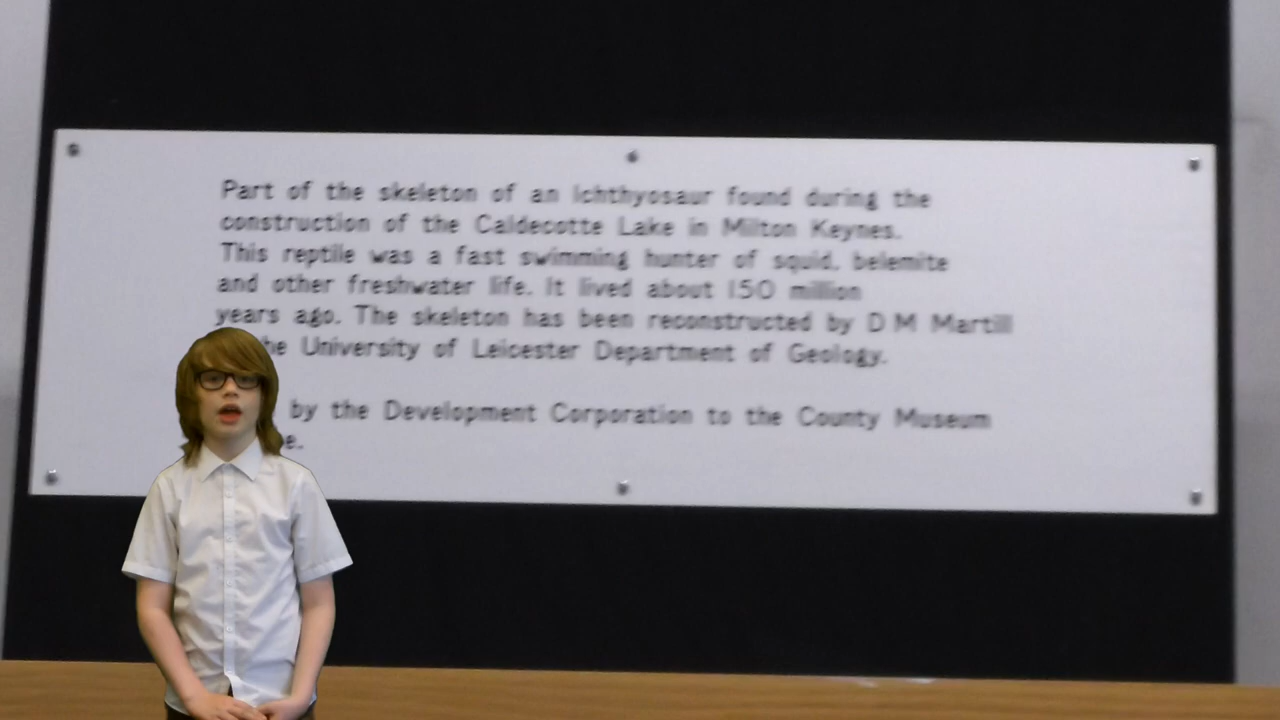 Part of the skeleton of an Ichthyosaur found during the
construction of the Caldecotte Lake in Milton Keynes.
This reptile was a fast swimming hunter of squid, belemite
and other freshwater life. It lived about 150 million
years ago. The skeleton has been reconstructed by D M Martill
he University of Leicester Department of Geology.
by the Development Corporation to the County Museum
e.